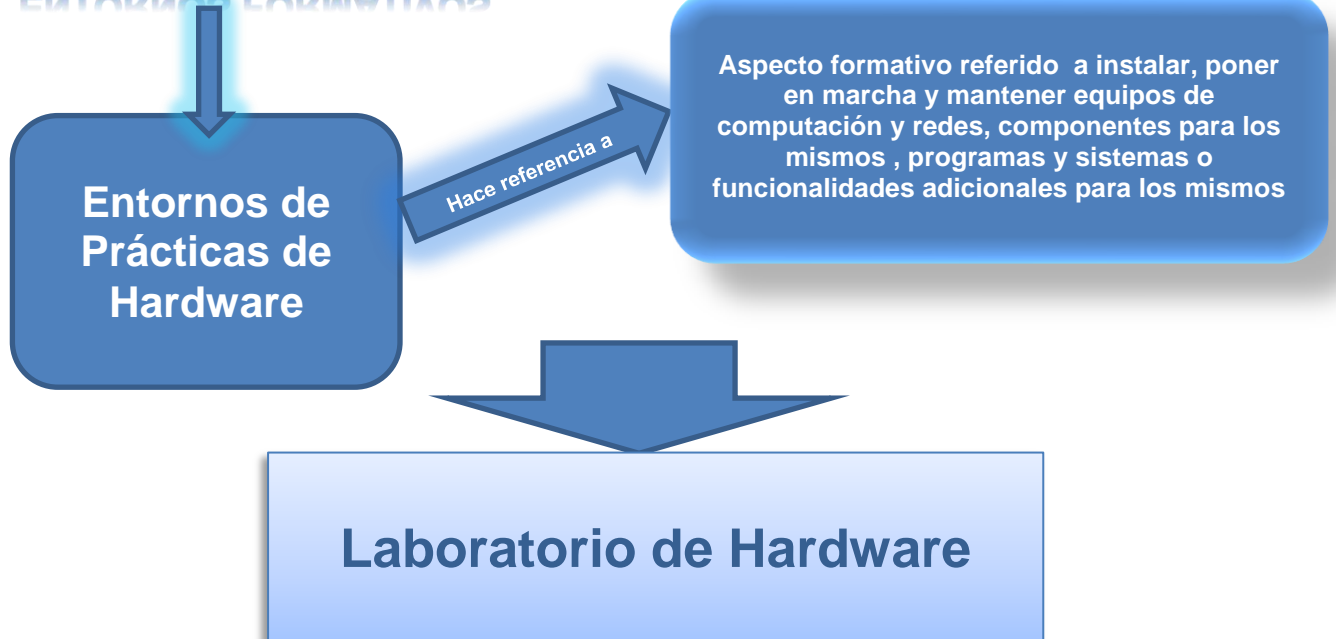 Entornos de
Prácticas de
Hardware
Hace referencia a
Aspecto formativo referido  a instalar, poner
en marcha y mantener equipos de
computación y redes, componentes para los
mismos , programas y sistemas o
funcionalidades adicionales para los mismos
Laboratorio de Hardware